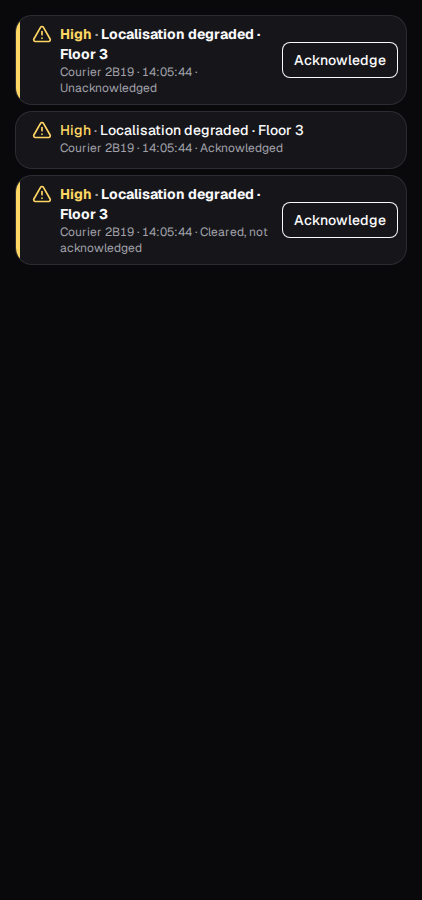 High · Localisation degraded ·
Floor 3
Courier 2B19 · 14:05:44 ·
Unacknowledged
Acknowledge
High · Localisation degraded · Floor 3
Courier 2B19 · 14:05:44 · Acknowledged
High · Localisation degraded ·
Floor 3
Courier 2B19 · 14:05:44 · Cleared, not
acknowledged
Acknowledge